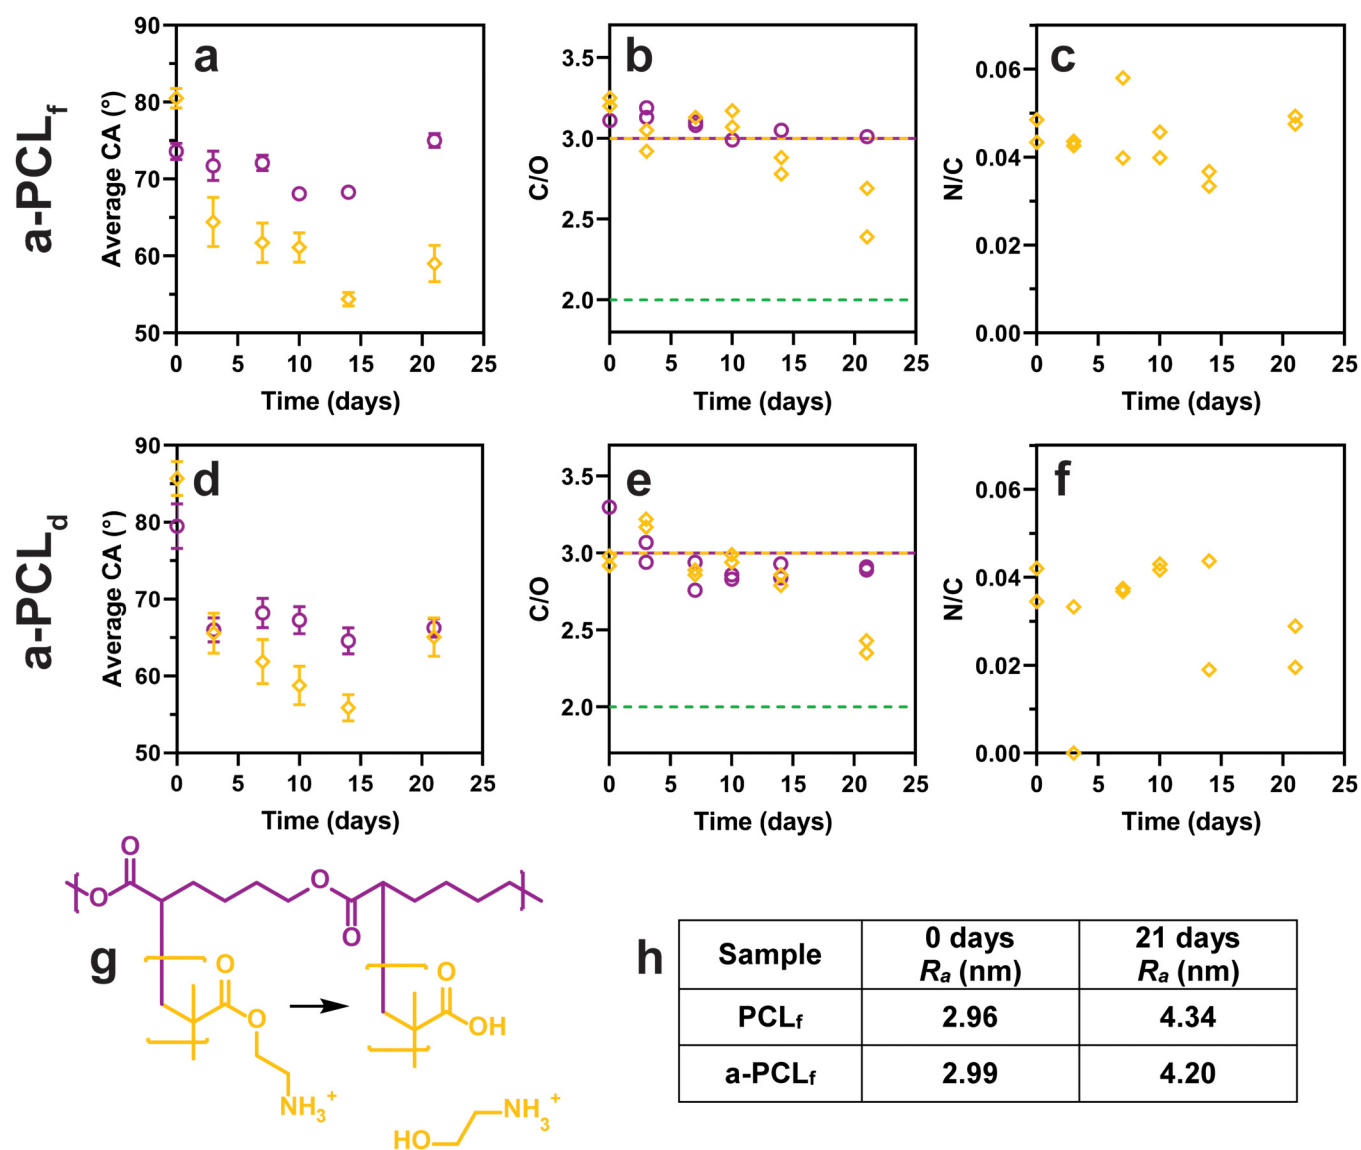 a-PCLf
a
Average CA (°)
90
80
70
60
50
0 5 10 15 20 25
Time (days)
b
C/O
3.5
3.0
2.5
2.0
0 5 10 15 20 25
Time (days)
c
N/C
0.06
0.04
0.02
0.00
0 5 10 15 20 25
Time (days)
a-PCLd
d
Average CA (°)
90
80
70
60
50
0 5 10 15 20 25
Time (days)
e
C/O
3.5
3.0
2.5
2.0
0 5 10 15 20 25
Time (days)
f
N/C
0.06
0.04
0.02
0.00
0 5 10 15 20 25
Time (days)
g
O
O
O
O
O
O
NH3+
O
OH
HO
NH3+
h
Sample
0 days
Ra (nm)
21 days
Ra (nm)
PCLf 2.96 4.34
a-PCLf 2.99 4.20